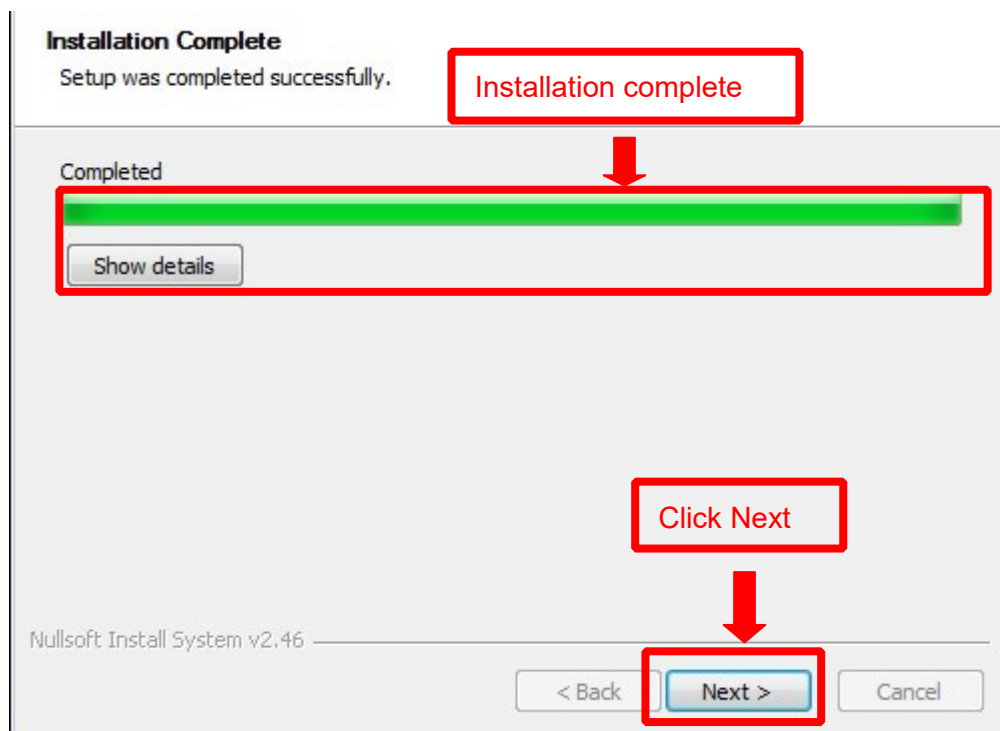 Installation Complete
Setup was completed successfully.
Installation complete
Completed
Show details
Click Next
Nullsoft Install System v2.46
< Back
Next >
Cancel